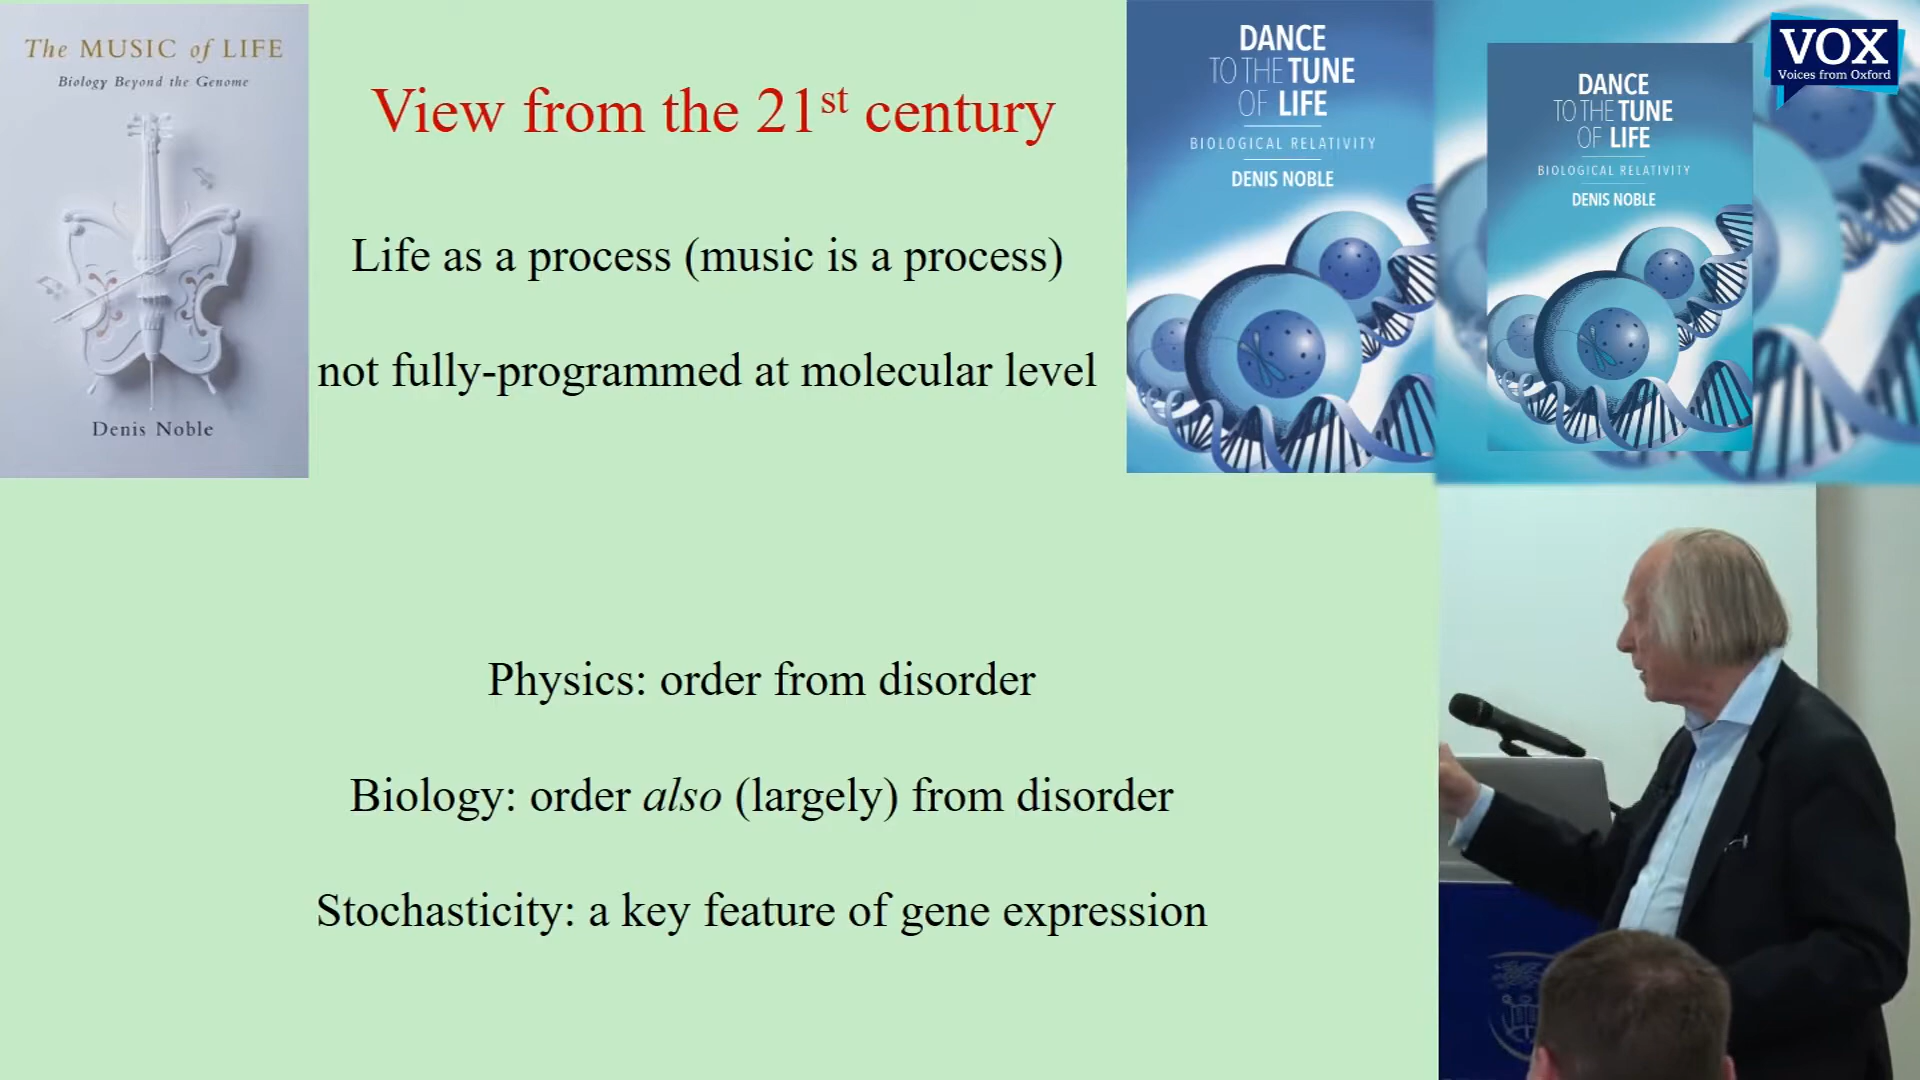 The MUSIC of LIFE
Biology Beyond the Genome
Denis Noble
View from the 21st century
Life as a process (music is a process)
not fully-programmed at molecular level
Physics: order from disorder
Biology: order also (largely) from disorder
Stochasticity: a key feature of gene expression
DANCE
TO THE TUNE
OF LIFE
BIOLOGICAL RELATIVITY
DENIS NOBLE
DANCE
TO THE TUNE
OF LIFE
BIOLOGICAL RELATIVITY
DENIS NOBLE
VOX
Voices from Oxford